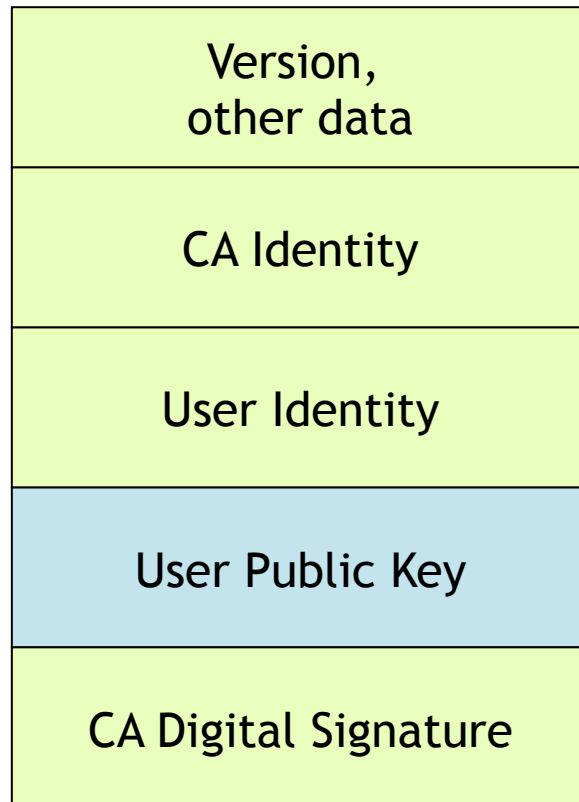 Version,
other data
CA Identity
User Identity
User Public Key
CA Digital Signature